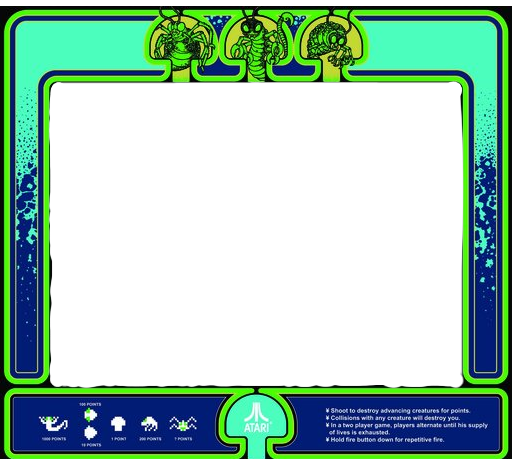 100 POINTS
1000 POINTS
10 POINTS
1 POINT
200 POINTS
? POINTS
ATARI
¥ Shoot to destroy advancing creatures for points.
¥ Collisions with any creature will destroy you.
¥ In a two player game, players alternate until his supply
of lives is exhausted.
¥ Hold fire button down for repetitive fire.